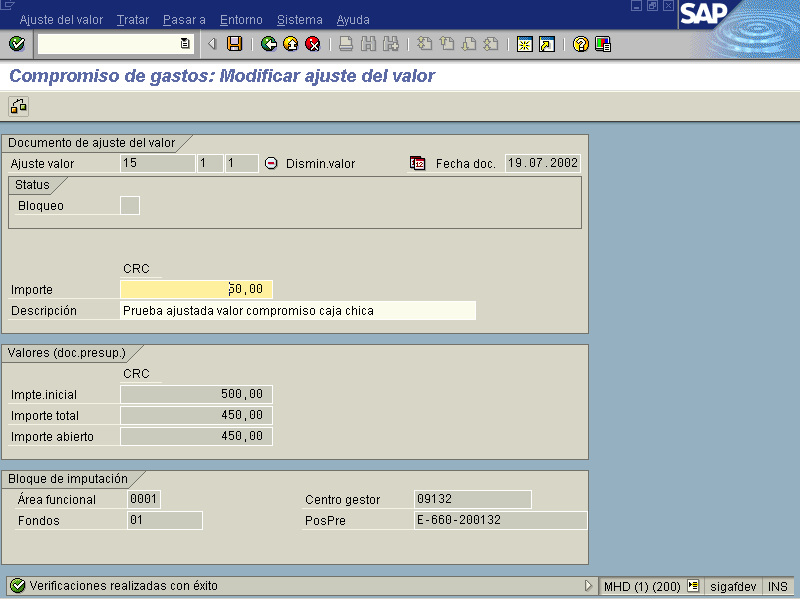 Ajuste del valor Tratar Pasar a Entorno Sistema Ayuda
SAP
Compromiso de gastos: Modificar ajuste del valor
Documento de ajuste del valor
Ajuste valor 15 1 1 Dismin.valor Fecha doc. 19.07.2002
Status
Bloqueo
CRC
Importe 50,00
Descripción Prueba ajustada valor compromiso caja chica
Valores (doc.presup.)
CRC
Impte.inicial 500,00
Importe total 450,00
Importe abierto 450,00
Bloque de imputación
Área funcional 0001 Centro gestor 09132
Fondos 01 PosPre E-660-200132
Verificaciones realizadas con éxito MHD (1) (200) sigafdev INS